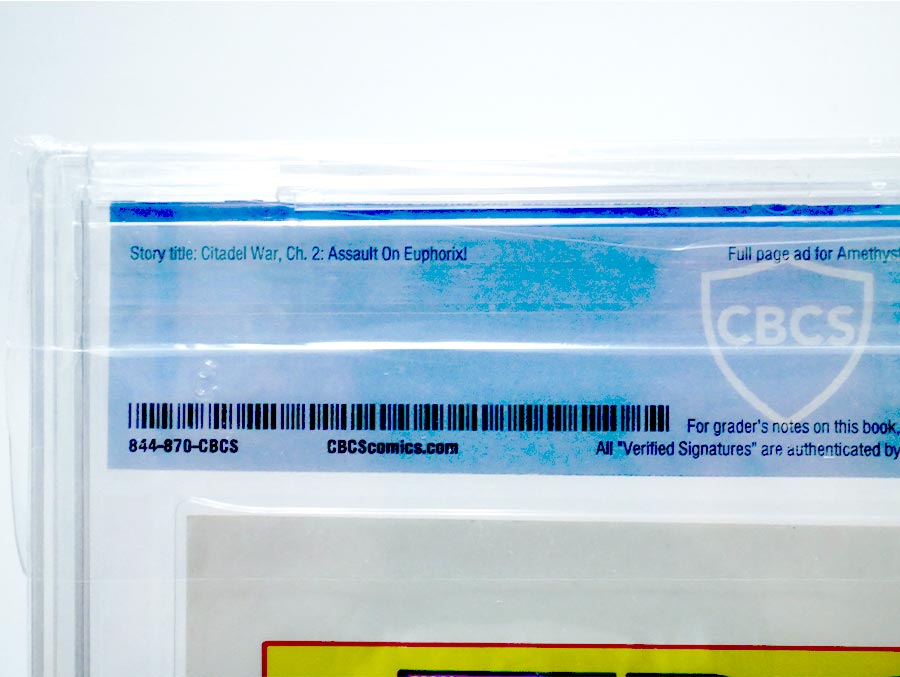 Story title: Citadel War, Ch. 2: Assault On Euphorix!
Full page ad for Amethyst
CBCS
For grader's notes on this book,
844-870-CBCS
CBCScomics.com
All "Verified Signatures" are authenticated by